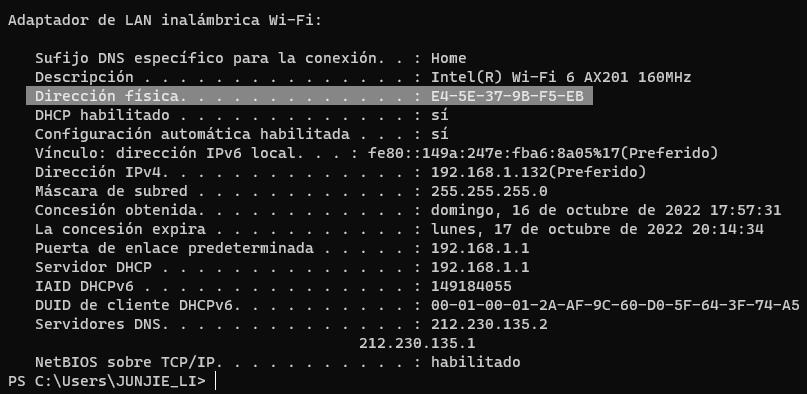 Adaptador de LAN inalámbrica Wi-Fi:
Sufijo DNS específico para la conexión. . : Home
Descripción . . . . . . . . . . . . . . . : Intel(R) Wi-Fi 6 AX201 160MHz
Dirección física. . . . . . . . . . . . . : E4-5E-37-9B-F5-EB
DHCP habilitado . . . . . . . . . . . . . : sí
Configuración automática habilitada . . . : sí
Vínculo: dirección IPv6 local. . . : fe80::149a:247e:fba6:8a05%17(Preferido)
Dirección IPv4. . . . . . . . . . . . . . : 192.168.1.132(Preferido)
Máscara de subred . . . . . . . . . . . . : 255.255.255.0
Concesión obtenida. . . . . . . . . . . . : domingo, 16 de octubre de 2022 17:57:31
La concesión expira . . . . . . . . . . . : lunes, 17 de octubre de 2022 20:14:34
Puerta de enlace predeterminada . . . . . : 192.168.1.1
Servidor DHCP . . . . . . . . . . . . . . : 192.168.1.1
IAID DHCPv6 . . . . . . . . . . . . . . . : 149184055
DUID de cliente DHCPv6. . . . . . . . . . : 00-01-00-01-2A-AF-9C-60-D0-5F-64-3F-74-A5
Servidores DNS. . . . . . . . . . . . . . : 212.230.135.2
212.230.135.1
NetBIOS sobre TCP/IP. . . . . . . . . . . : habilitado
PS C:\Users\JUNJIE_LI>